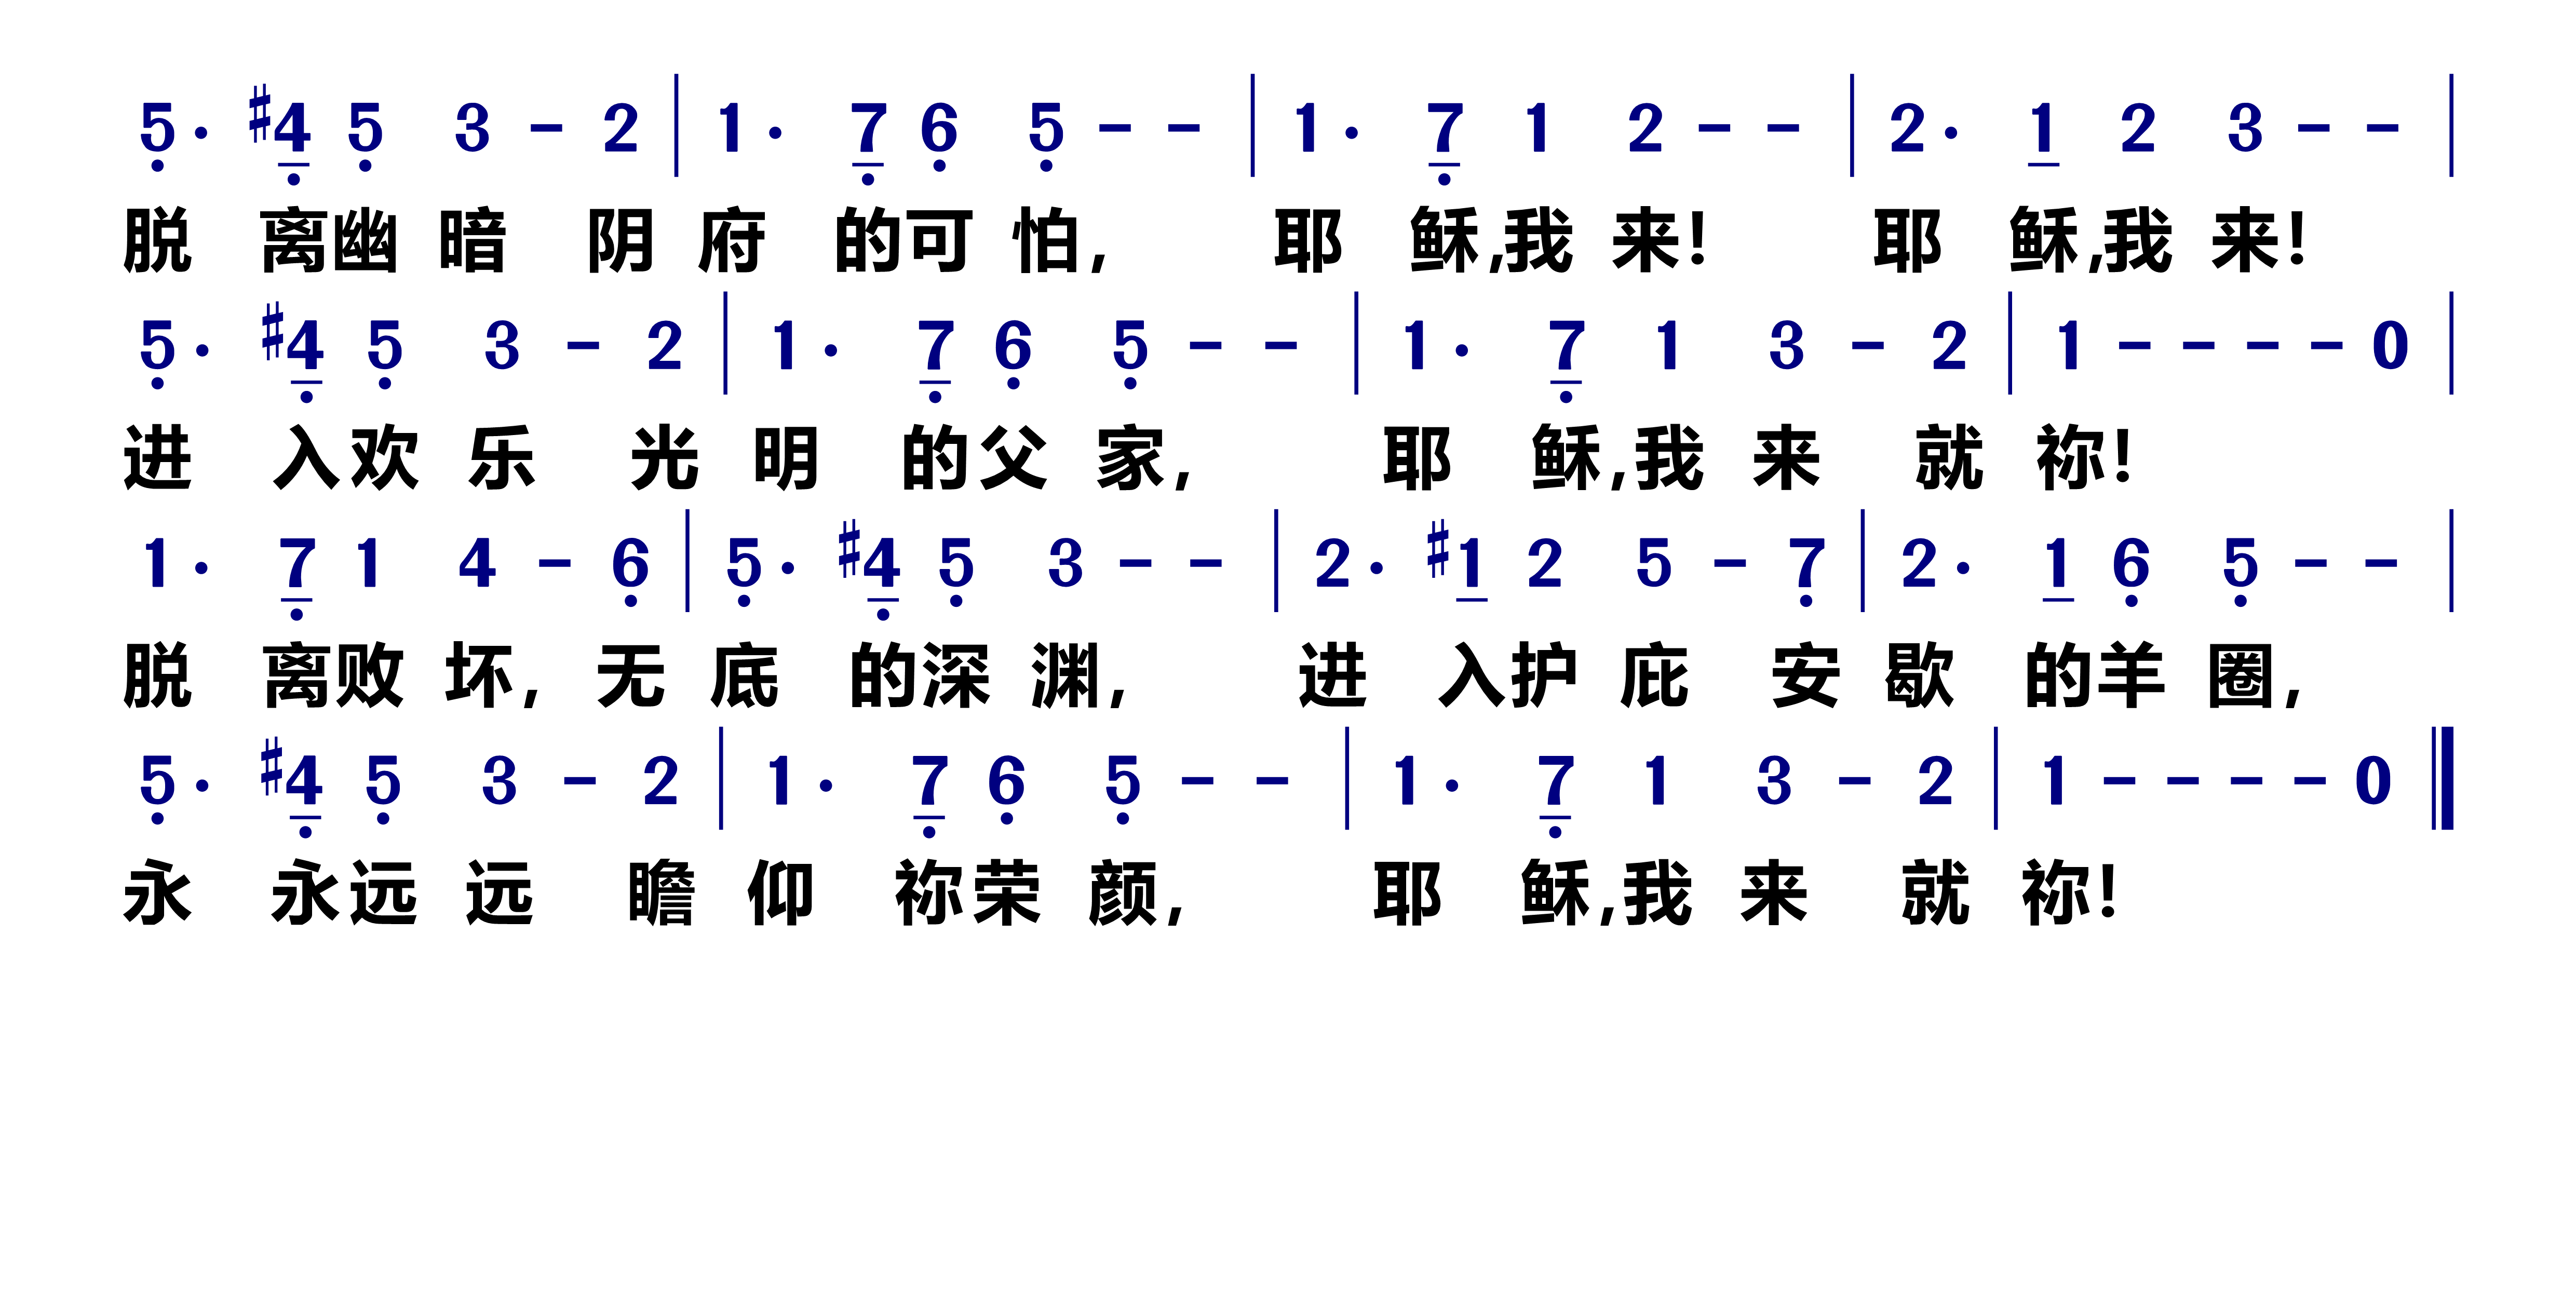 5· #4 5 3 - 2 | 1· 7 6 5 - - | 1· 7 1 2 - - | 2· 1 2 3 - - |
脱 离幽 暗 阴 府 的可 怕, 耶 稣,我 来! 耶 稣,我 来!
5· #4 5 3 - 2 | 1· 7 6 5 - - | 1· 7 1 3 - 2 | 1 - - - - 0 |
进 入欢 乐 光 明 的父 家, 耶 稣,我 来 就 祢!
1· 7 1 4 - 6 | 5· #4 5 3 - - | 2· #1 2 5 - 7 | 2· 1 6 5 - - |
脱 离败 坏, 无 底 的深 渊, 进 入护 庇 安 歇 的羊 圈,
5· #4 5 3 - 2 | 1· 7 6 5 - - | 1· 7 1 3 - 2 | 1 - - - - 0 ‖
永 永远 远 瞻 仰 祢荣 颜, 耶 稣,我 来 就 祢!